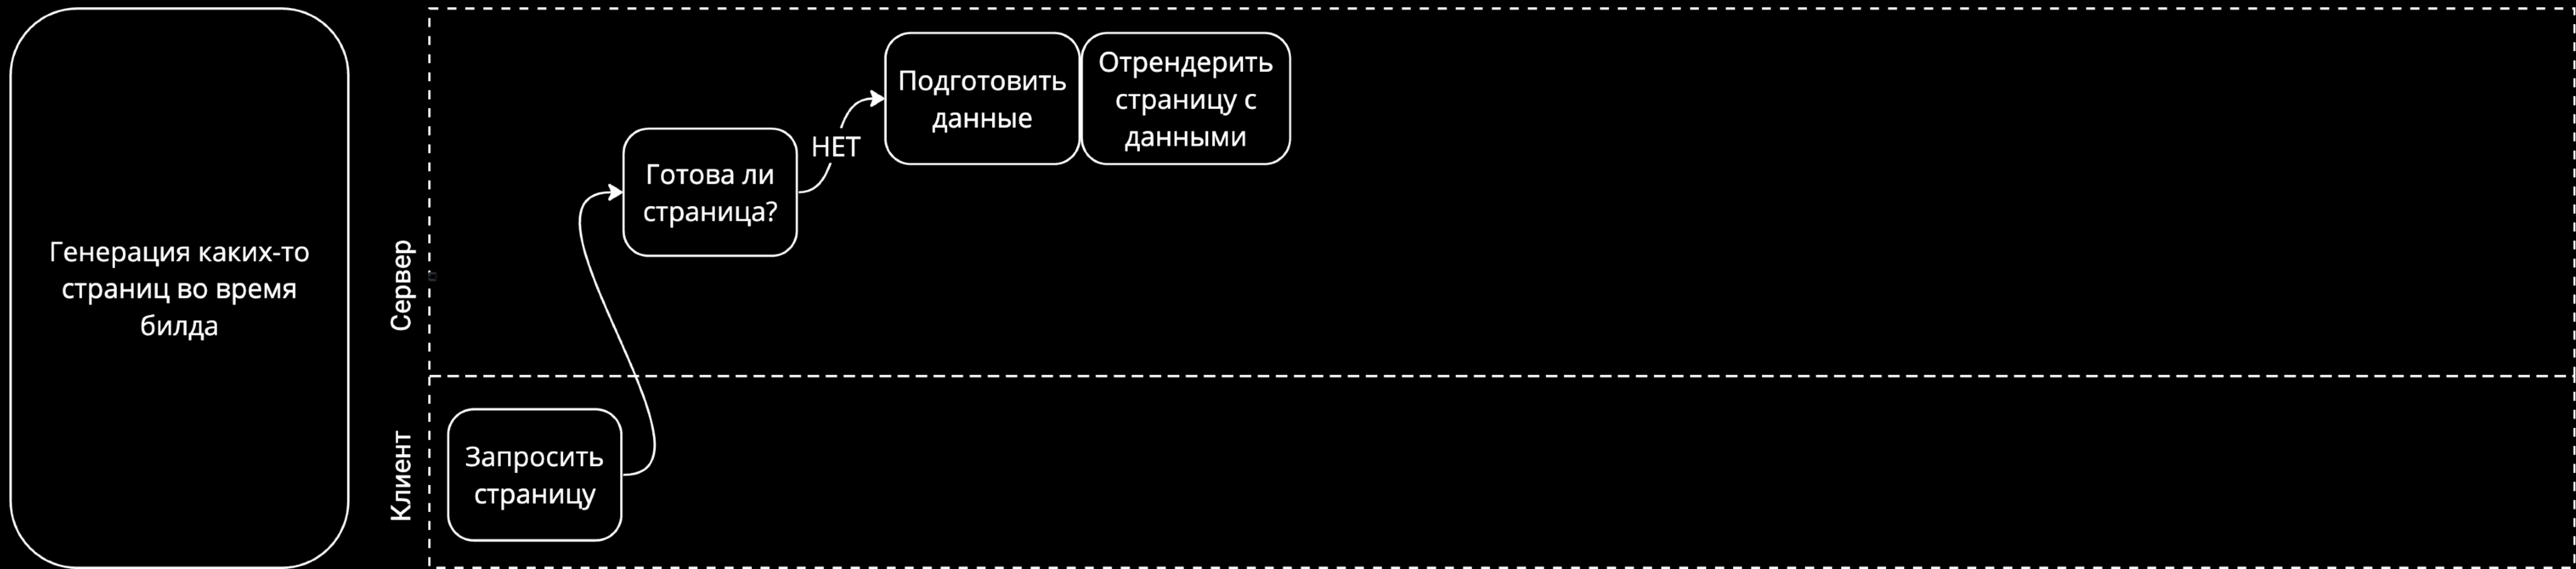 Генерация каких-то
страниц во время
билда
Сервер
Клиент
Запросить
страницу
Готова ли
страница?
НЕТ
Подготовить
данные
Отрендерить
страницу с
данными